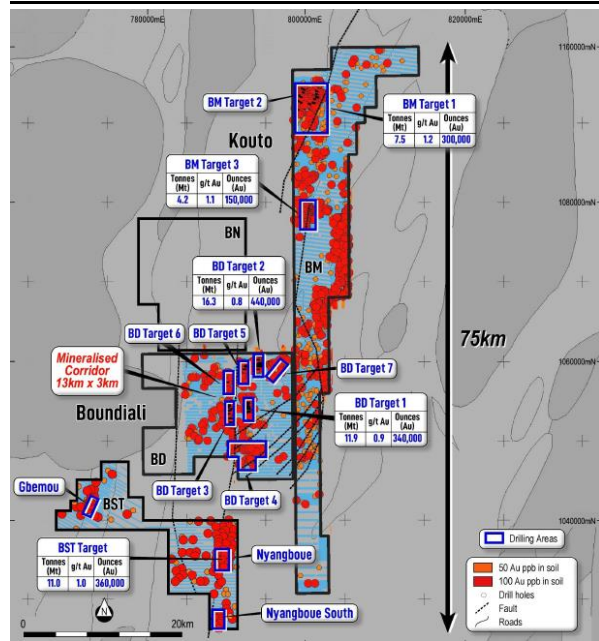 780000mE
800000mE
820000mE
1100000mN
BM Target 2
BM Target 1
Tonnes (Mt) g/t Au Ounces (Au)
7.5 1.2 300,000
Kouto
BM Target 3
Tonnes (Mt) g/t Au Ounces (Au)
4.2 1.1 150,000
1080000mN
BN
BM
BD Target 2
Tonnes (Mt) g/t Au Ounces (Au)
16.3 0.8 440,000
75km
BD Target 6
BD Target 5
Mineralised
Corridor
13km x 3km
1060000mN
BD Target 7
Boundiali
BD Target 1
Tonnes (Mt) g/t Au Ounces (Au)
11.9 0.9 340,000
BD
BD Target 3
BD Target 4
Gbemou
BST
1040000mN
BST Target
Tonnes (Mt) g/t Au Ounces (Au)
11.0 1.0 360,000
Nyangboue
Nyangboue South
Drilling Areas
50 Au ppb in soil
100 Au ppb in soil
Drill holes
Fault
Roads
N
0 20km